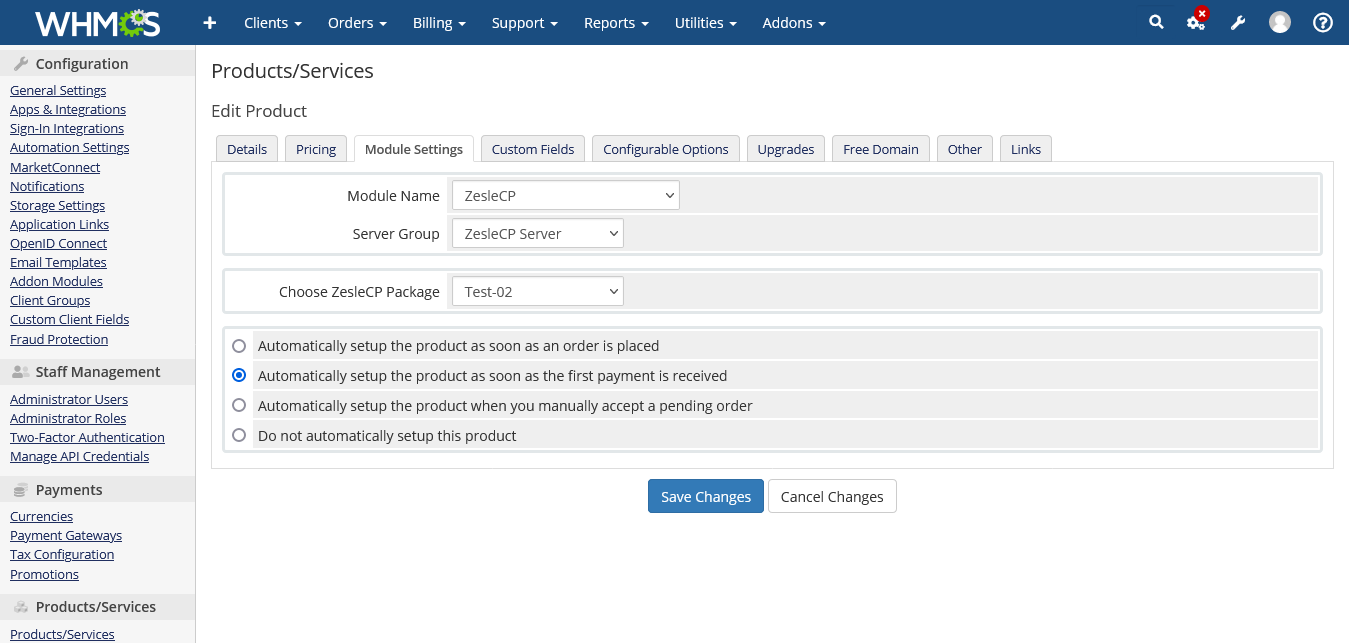 WHMCS
Clients Orders Billing Support Reports Utilities Addons
Configuration
General Settings
Apps & Integrations
Sign-In Integrations
Automation Settings
MarketConnect
Notifications
Storage Settings
Application Links
OpenID Connect
Email Templates
Addon Modules
Client Groups
Custom Client Fields
Fraud Protection
Staff Management
Administrator Users
Administrator Roles
Two-Factor Authentication
Manage API Credentials
Payments
Currencies
Payment Gateways
Tax Configuration
Promotions
Products/Services
Products/Services
Products/Services
Edit Product
Details Pricing Module Settings Custom Fields Configurable Options Upgrades Free Domain Other Links
Module Name ZesleCP
Server Group ZesleCP Server
Choose ZesleCP Package Test-02
Automatically setup the product as soon as an order is placed
Automatically setup the product as soon as the first payment is received
Automatically setup the product when you manually accept a pending order
Do not automatically setup this product
Save Changes Cancel Changes